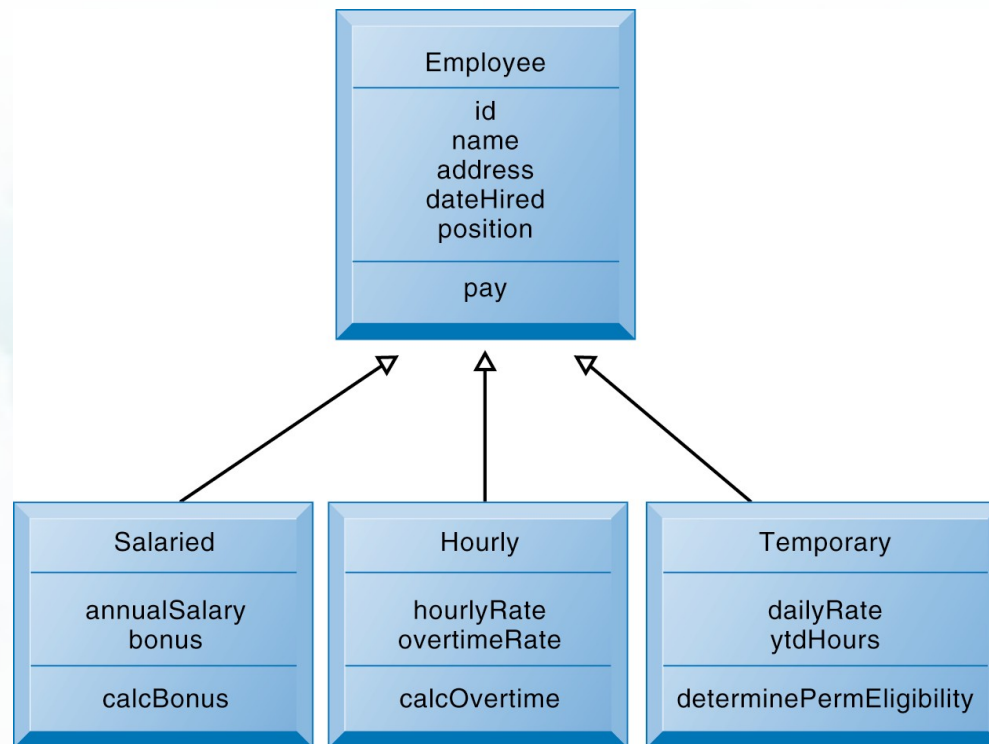 Employee
id
name
address
dateHired
position
pay
Salaried
annualSalary
bonus
calcBonus
Hourly
hourlyRate
overtimeRate
calcOvertime
Temporary
dailyRate
ytdHours
determinePermEligibility